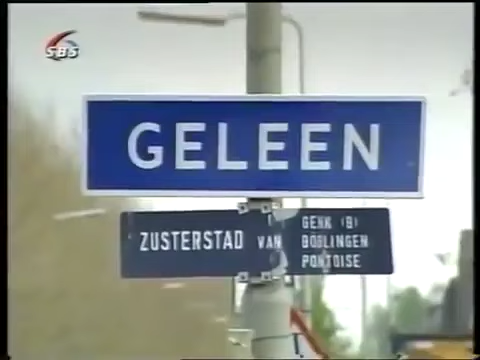 SBS
GELEEN
ZUSTERSTAD VAN
GENK (B)
BÖBLINGEN
PONTOISE